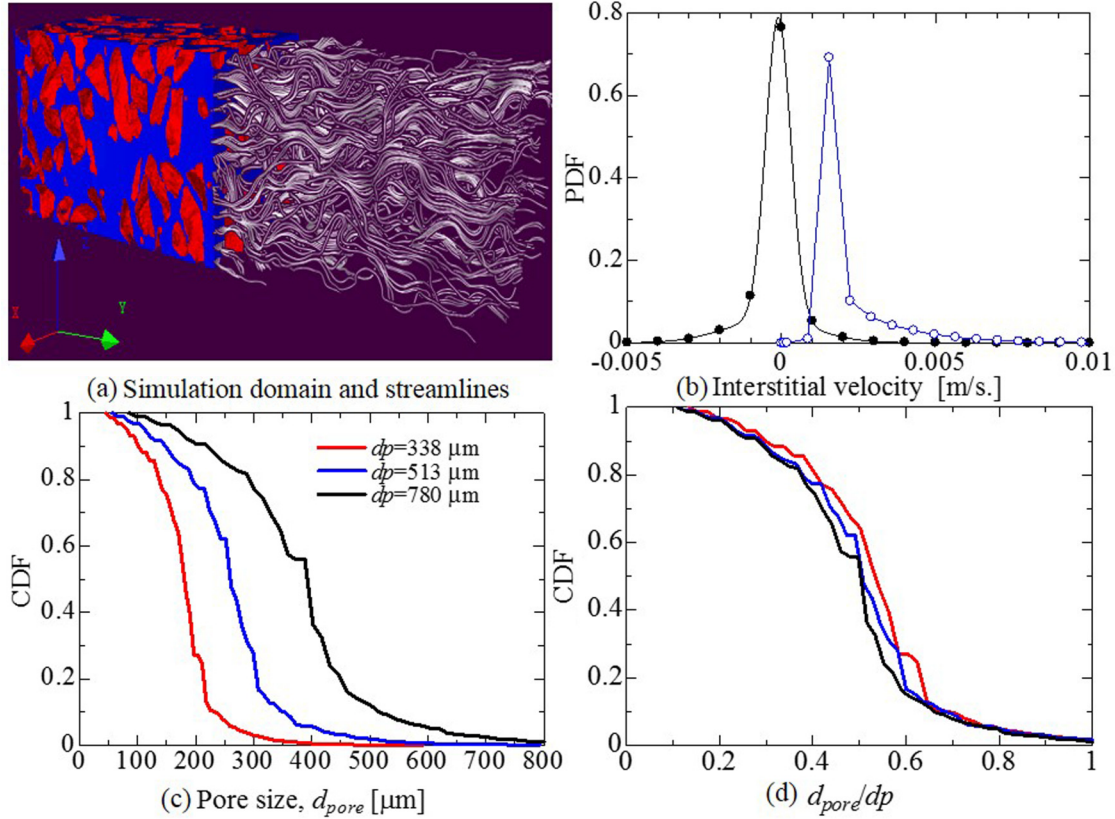 X
Y
Z
(a) Simulation domain and streamlines
0.8
0.6
0.4
0.2
0
PDF
-0.005
0
0.005
0.01
(b) Interstitial velocity [m/s.]
1
0.8
0.6
0.4
0.2
0
CDF
dp=338 μm
dp=513 μm
dp=780 μm
100
200
300
400
500
600
700
800
(c) Pore size, dpore [μm]
1
0.8
0.6
0.4
0.2
0
CDF
0
0.2
0.4
0.6
0.8
1
(d) dpore/dp